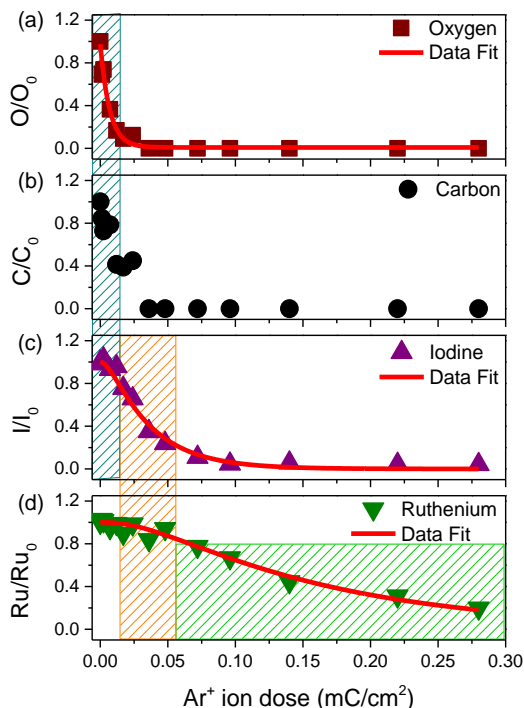 (a)
1.2
0.8
0.4
0.0
O/O₀
Oxygen
Data Fit
(b)
1.2
0.8
0.4
0.0
C/C₀
Carbon
(c)
1.2
0.8
0.4
0.0
I/I₀
Iodine
Data Fit
(d)
1.2
0.8
0.4
0.0
Ru/Ru₀
Ruthenium
Data Fit
0.00 0.05 0.10 0.15 0.20 0.25 0.30
Ar⁺ ion dose (mC/cm²)